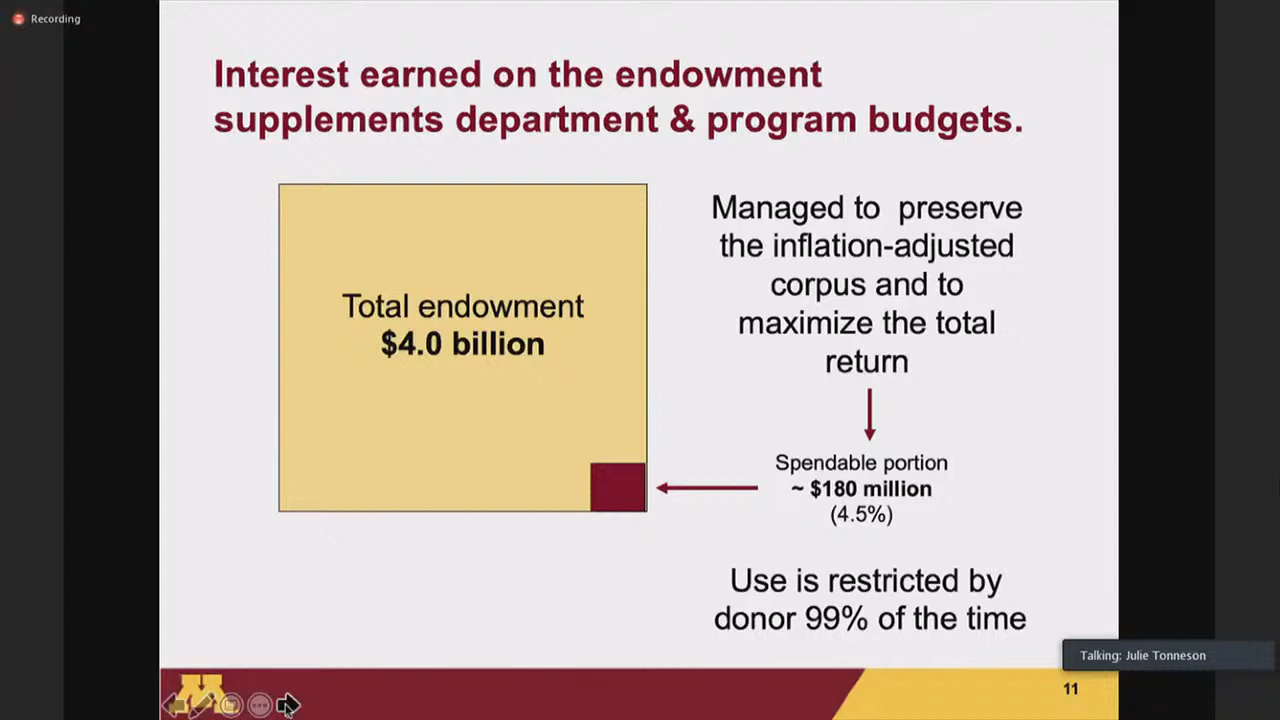 Recording
Interest earned on the endowment
supplements department & program budgets.
Total endowment
$4.0 billion
Managed to preserve
the inflation-adjusted
corpus and to
maximize the total
return
Spendable portion
~ $180 million
(4.5%)
Use is restricted by
donor 99% of the time
Talking: Julie Tonneson
M
11